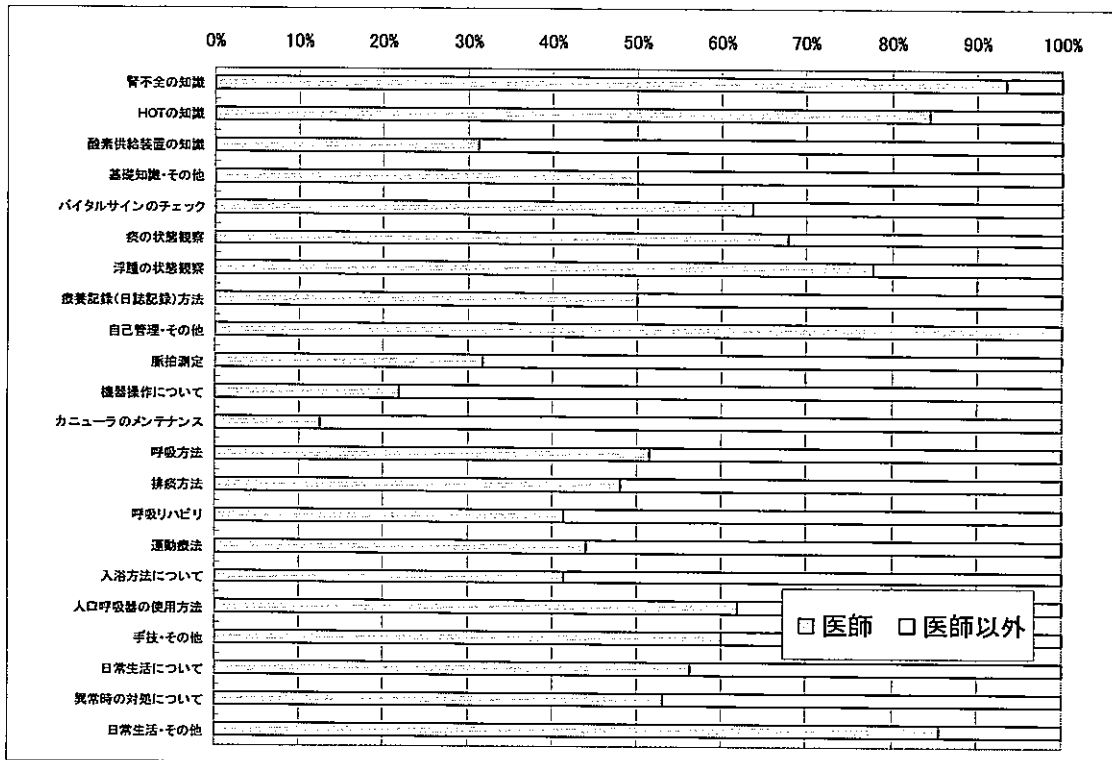 0% 10% 20% 30% 40% 50% 60% 70% 80% 90% 100%
腎不全の知識
HOTの知識
酸素供給装置の知識
基礎知識・その他
バイタルサインのチェック
痰の状態観察
浮腫の状態観察
療養記録(日誌記録)方法
自己管理・その他
脈拍測定
機器操作について
カニューラのメンテナンス
呼吸方法
排痰方法
呼吸リハビリ
運動療法
入浴方法について
人口呼吸器の使用方法
手技・その他
日常生活について
異常時の対処について
日常生活・その他
医師 医師以外